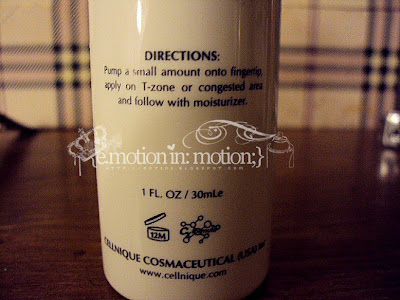 DIRECTIONS:
Pump a small amount onto fingertip,
apply on T-zone or congested area
and follow with moisturizer.
{e.motion in: motion;}
1 FL. OZ / 30mLe
12M
CELLNIQUE COSMACEUTICAL (USA)
www.cellnique.com